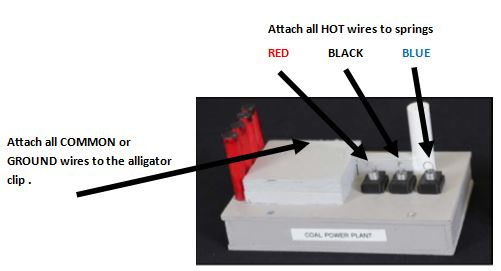 Attach all HOT wires to springs
RED BLACK BLUE
Attach all COMMON or
GROUND wires to the alligator
clip .
COAL POWER PLANT